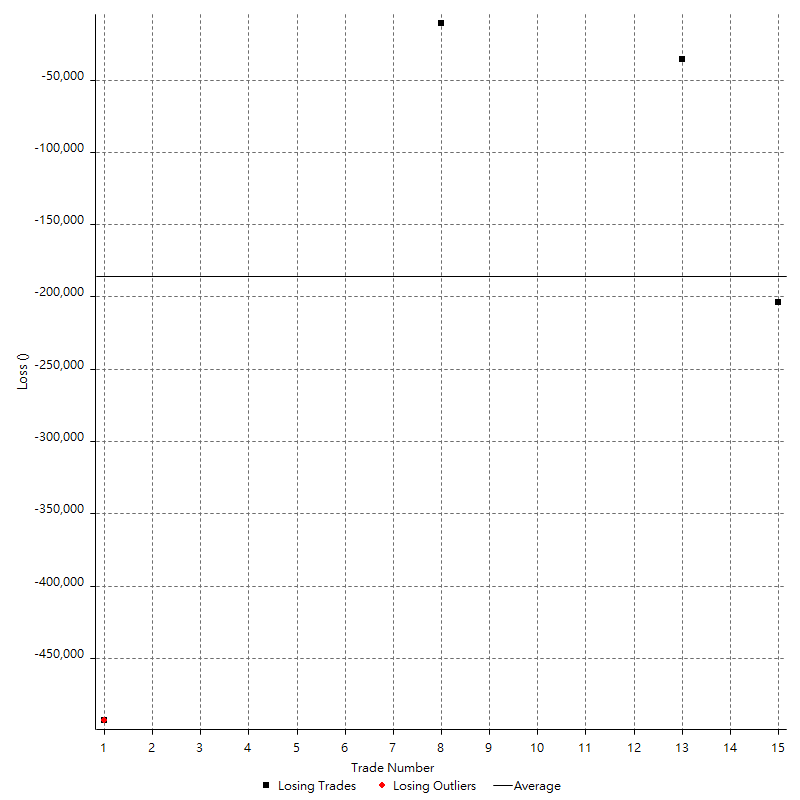 -50,000
-100,000
-150,000
-200,000
-250,000
-300,000
-350,000
-400,000
-450,000
Loss ()
1 2 3 4 5 6 7 8 9 10 11 12 13 14 15
Trade Number
Losing Trades Losing Outliers Average